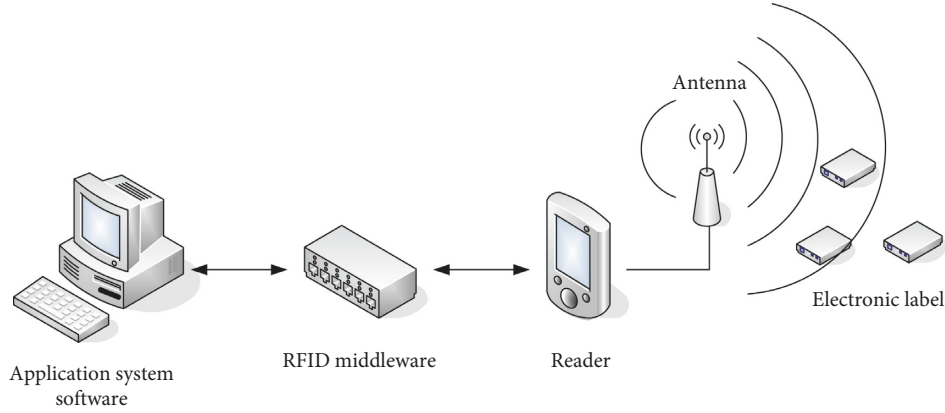 Antenna
Electronic label
RFID middleware
Reader
Application system
software